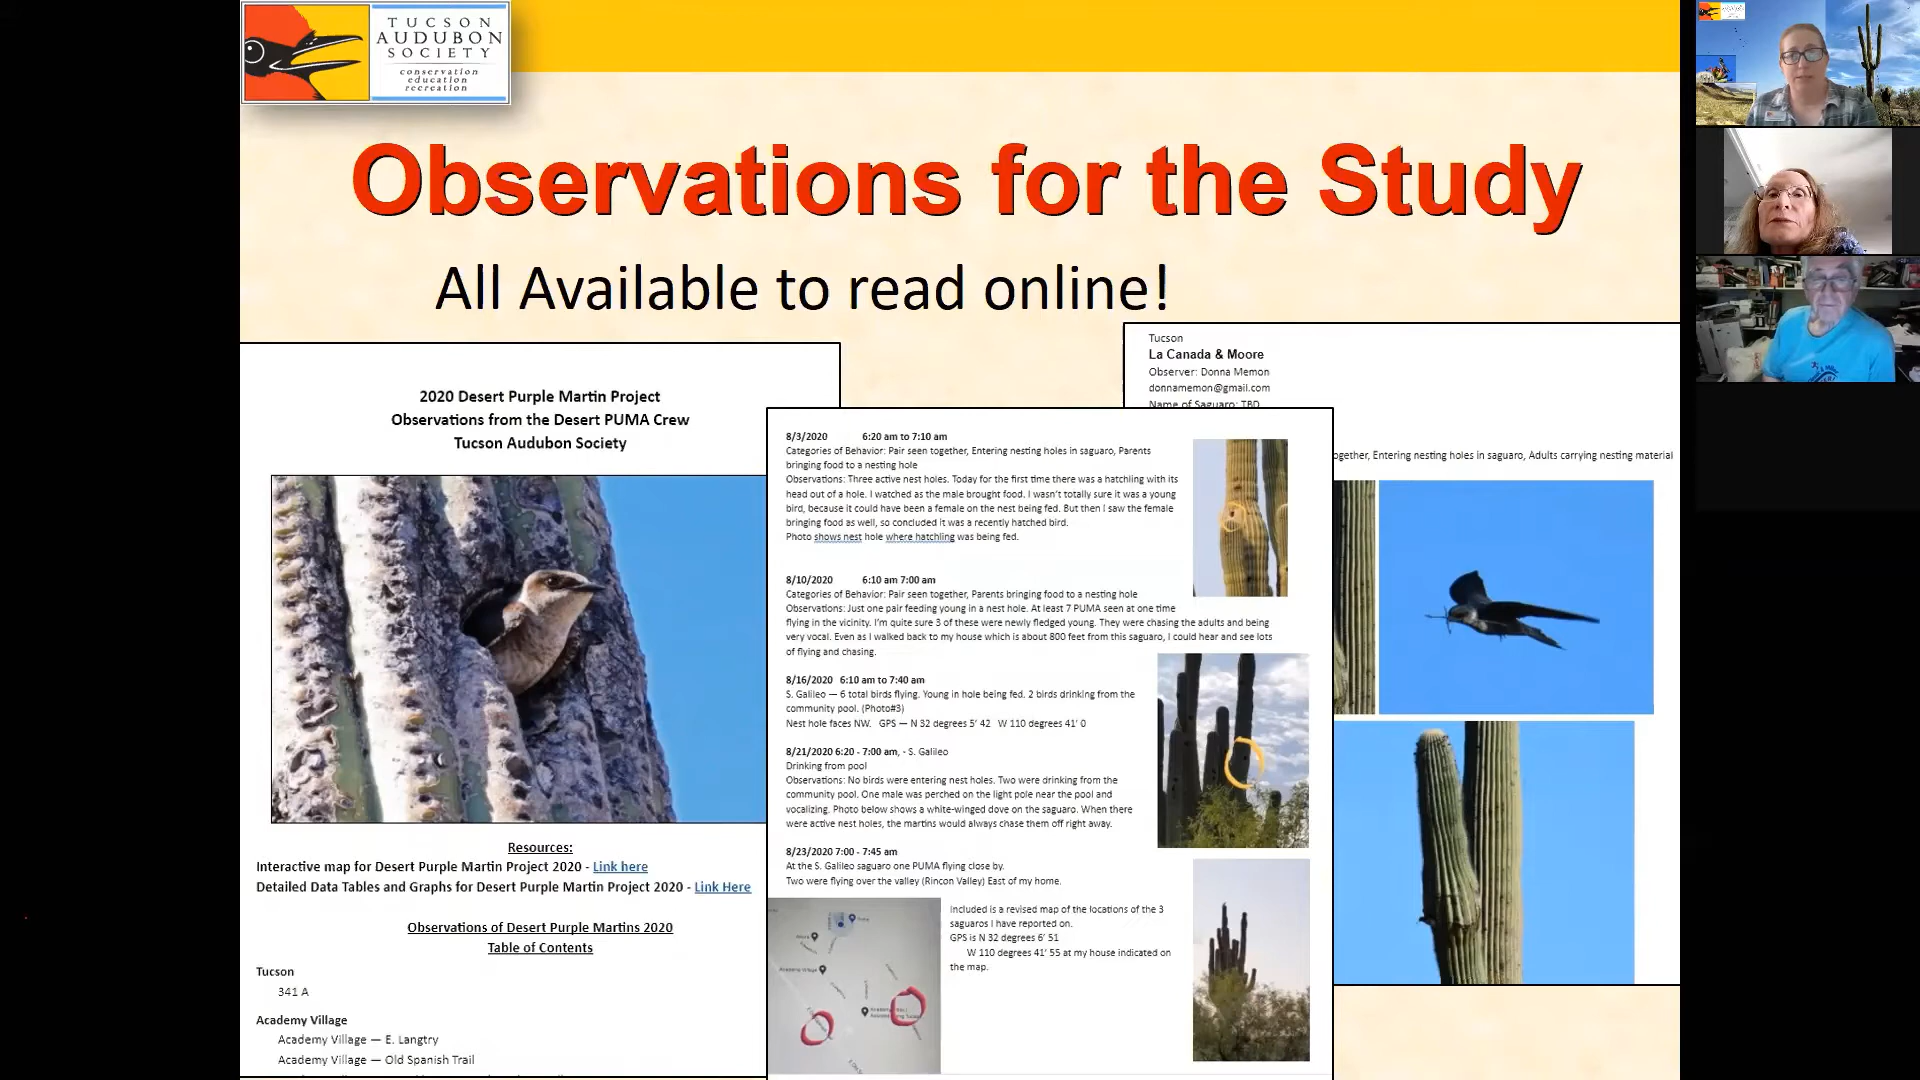 TUCSON
AUDUBON
SOCIETY
conservation
education
recreation
Observations for the Study
All Available to read online!
2020 Desert Purple Martin Project
Observations from the Desert PUMA Crew
Tucson Audubon Society
Resources:
Interactive map for Desert Purple Martin Project 2020 - Link here
Detailed Data Tables and Graphs for Desert Purple Martin Project 2020 - Link Here
Observations of Desert Purple Martins 2020
Table of Contents
Tucson
341 A
Academy Village
Academy Village — E. Langtry
Academy Village — Old Spanish Trail
8/3/2020 6:20 am to 7:10 am
Categories of Behavior: Pair seen together, Entering nesting holes in saguaro, Parents
bringing food to a nesting hole
Observations: Three active nest holes. Today for the first time there was a hatchling with its
head out of a hole. I watched as the male brought food. I wasn't totally sure it was a young
bird, because it could have been a female on the nest being fed. But then I saw the female
bringing food as well, so concluded it was a recently hatched bird.
Photo shows nest hole where hatchling was being fed.
8/10/2020 6:10 am 7:00 am
Categories of Behavior: Pair seen together, Parents bringing food to a nesting hole
Observations: Just one pair feeding young in a nest hole. At least 7 PUMA seen at one time
flying in the vicinity. I'm quite sure 3 of these were newly fledged young. They were chasing the adults and being
very vocal. Even as I walked back to my house which is about 800 feet from this saguaro, I could hear and see lots
of flying and chasing.
8/16/2020 6:10 am to 7:40 am
S. Galileo — 6 total birds flying. Young in hole being fed. 2 birds drinking from the
community pool. (Photo#3)
Nest hole faces NW. GPS — N 32 degrees 5' 42 W 110 degrees 41' 0
8/21/2020 6:20 - 7:00 am, - S. Galileo
Drinking from pool
Observations: No birds were entering nest holes. Two were drinking from the
community pool. One male was perched on the light pole near the pool and
vocalizing. Photo below shows a white-winged dove on the saguaro. When there
were active nest holes, the martins would always chase them off right away.
8/23/2020 7:00 - 7:45 am
At the S. Galileo saguaro one PUMA flying close by.
Two were flying over the valley (Rincon Valley) East of my home.
Included is a revised map of the locations of the 3
saguaros I have reported on.
GPS is N 32 degrees 6' 51
W 110 degrees 41' 55 at my house indicated on
the map.
Academy Village
Tucson
La Canada & Moore
Observer: Donna Memon
donnamemon@gmail.com
Name of Saguaro: TBD
ogether, Entering nesting holes in saguaro, Adults carrying nesting material